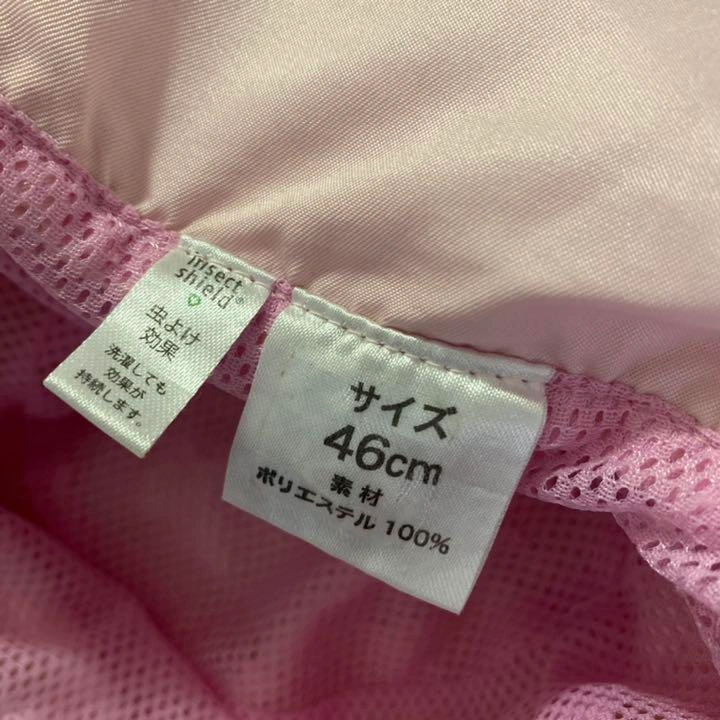 insect
shield®
虫よけ
効果
洗濯しても
効果が
持続します。
サイズ
46cm
素材
ポリエステル 100%